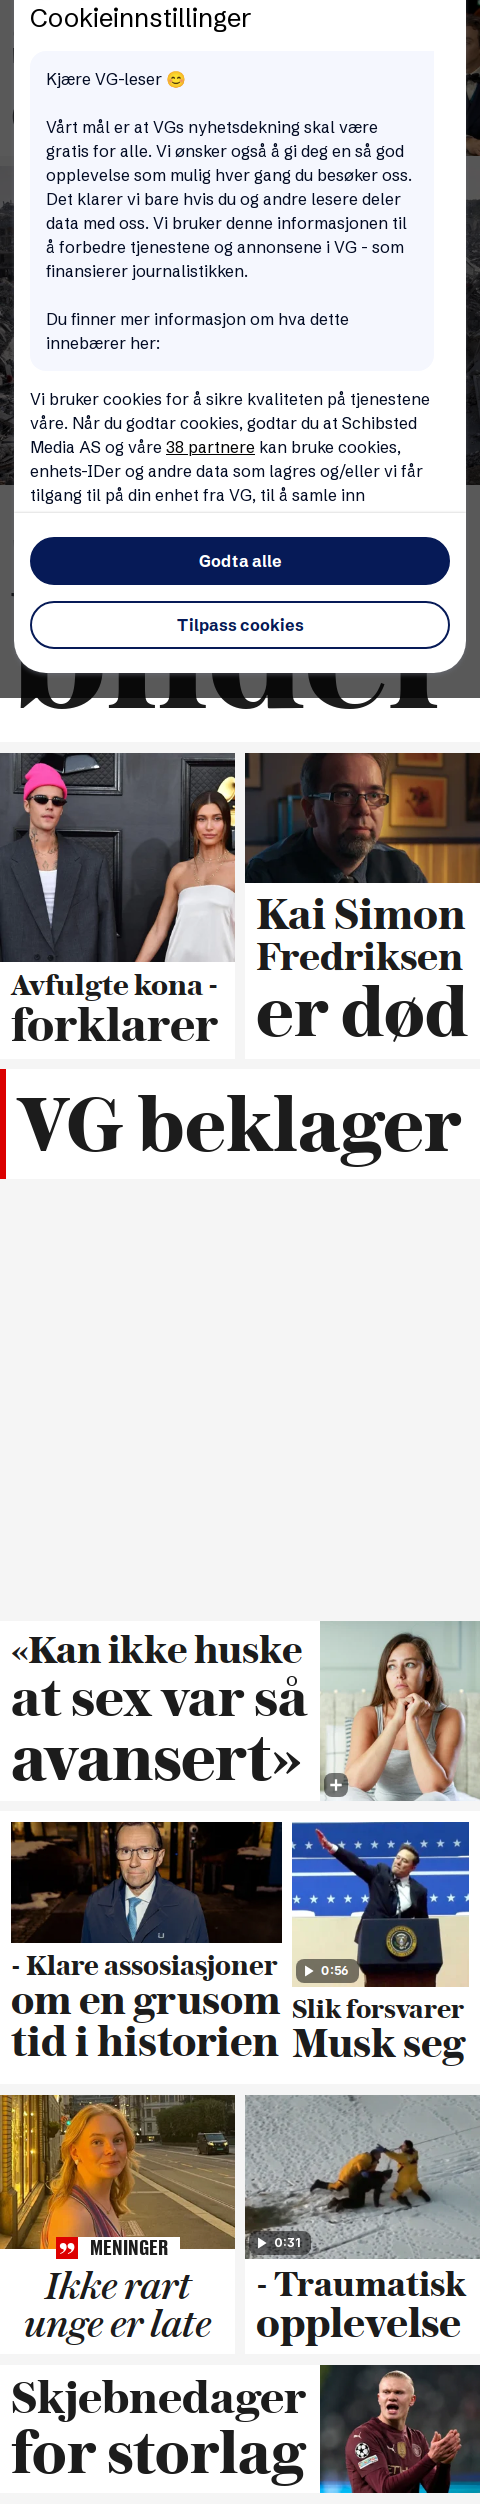 Cookieinnstillinger
Kjære VG-leser 😊
Vårt mål er at VGs nyhetsdekning skal være
gratis for alle. Vi ønsker også å gi deg en så god
opplevelse som mulig hver gang du besøker oss.
Det klarer vi bare hvis du og andre lesere deler
data med oss. Vi bruker denne informasjonen til
å forbedre tjenestene og annonsene i VG - som
finansierer journalistikken.
Du finner mer informasjon om hva dette
innebærer her:
Vi bruker cookies for å sikre kvaliteten på tjenestene
våre. Når du godtar cookies, godtar du at Schibsted
Media AS og våre 38 partnere kan bruke cookies,
enhets-IDer og andre data som lagres og/eller vi får
tilgang til på din enhet fra VG, til å samle inn
Godta alle
Tilpass cookies
bilder
Avfulgte kona -
forklarer
Kai Simon
Fredriksen
er død
VG beklager
«Kan ikke huske
at sex var så
avansert»
- Klare assosiasjoner
om en grusom
tid i historien
0:56
Slik forsvarer
Musk seg
MENINGER
Ikke rart
unge er late
0:31
- Traumatisk
opplevelse
Skjebnedager
for storlag